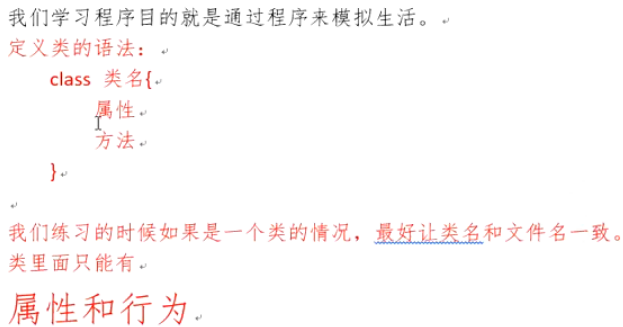 我们学习程序目的就是通过程序来模拟生活。
定义类的语法：
class 类名{
属性
方法
}
我们练习的时候如果是一个类的情况，最好让类名和文件名一致。
类里面只能有
属性和行为